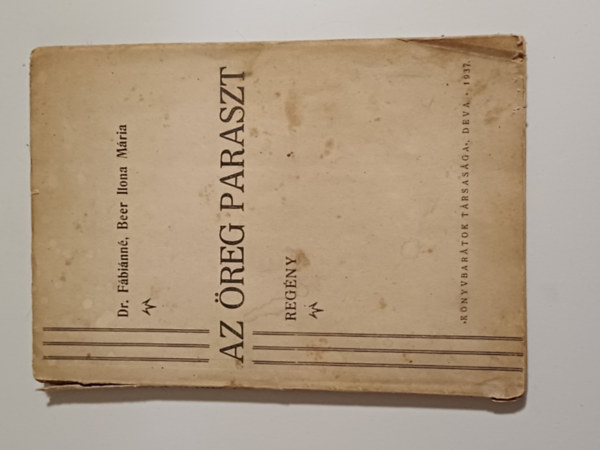 Dr. Fábiánné, Beer Ilona Mária
AZ ÖREG PARASZT
REGÉNY
«KÖNYVBARÁTOK TÁRSASÁGA», DEVA • 1937.